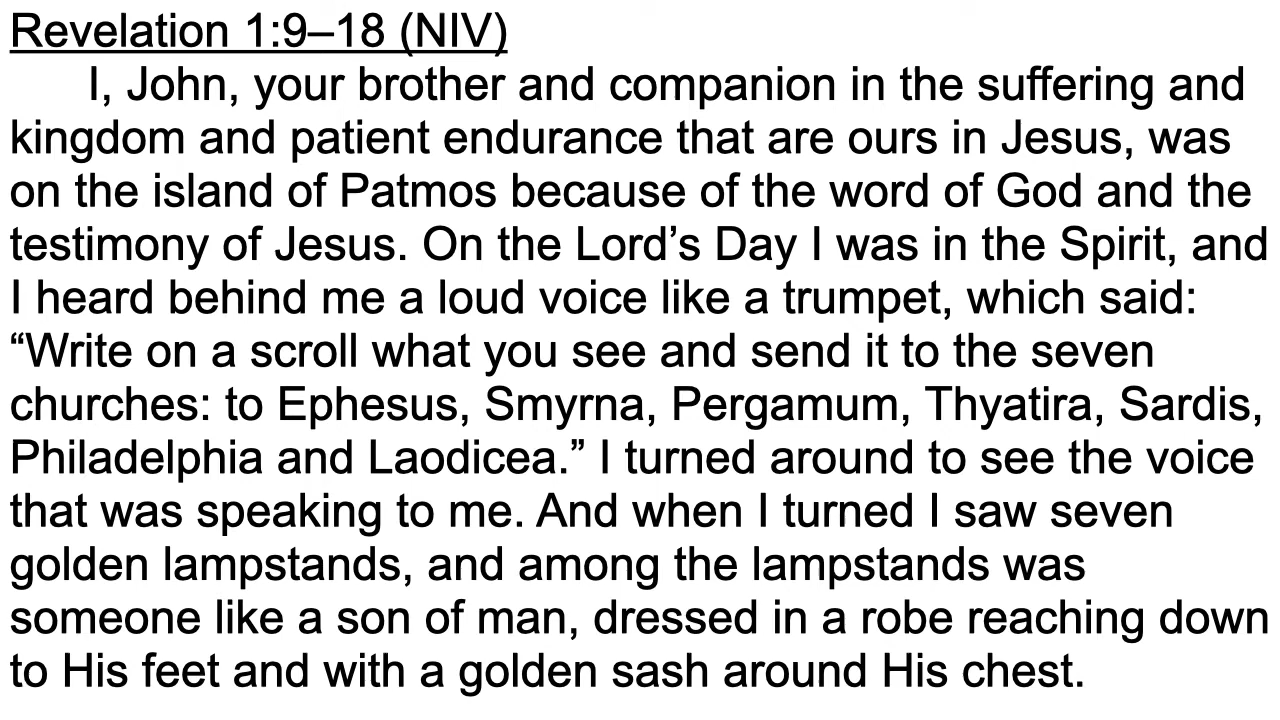 Revelation 1:9–18 (NIV)
I, John, your brother and companion in the suffering and
kingdom and patient endurance that are ours in Jesus, was
on the island of Patmos because of the word of God and the
testimony of Jesus. On the Lord’s Day I was in the Spirit, and
I heard behind me a loud voice like a trumpet, which said:
“Write on a scroll what you see and send it to the seven
churches: to Ephesus, Smyrna, Pergamum, Thyatira, Sardis,
Philadelphia and Laodicea.” I turned around to see the voice
that was speaking to me. And when I turned I saw seven
golden lampstands, and among the lampstands was
someone like a son of man, dressed in a robe reaching down
to His feet and with a golden sash around His chest.